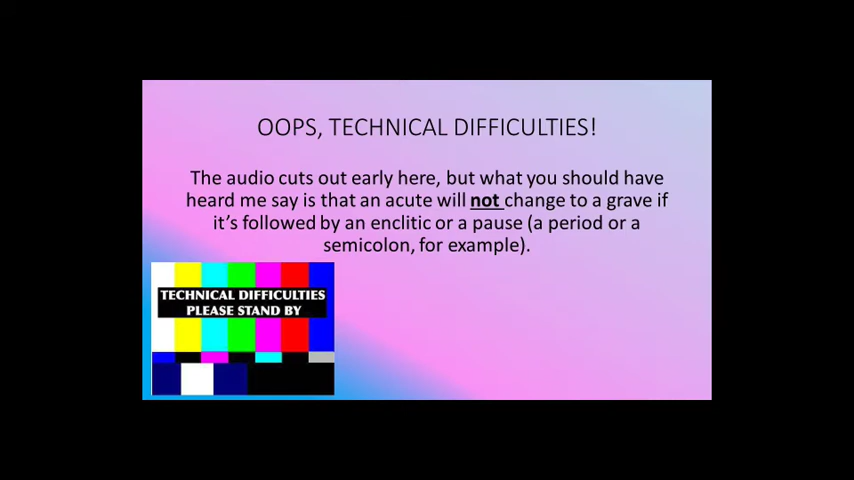 OOPS, TECHNICAL DIFFICULTIES!
The audio cuts out early here, but what you should have
heard me say is that an acute will not change to a grave if
it's followed by an enclitic or a pause (a period or a
semicolon, for example).
TECHNICAL DIFFICULTIES
PLEASE STAND BY